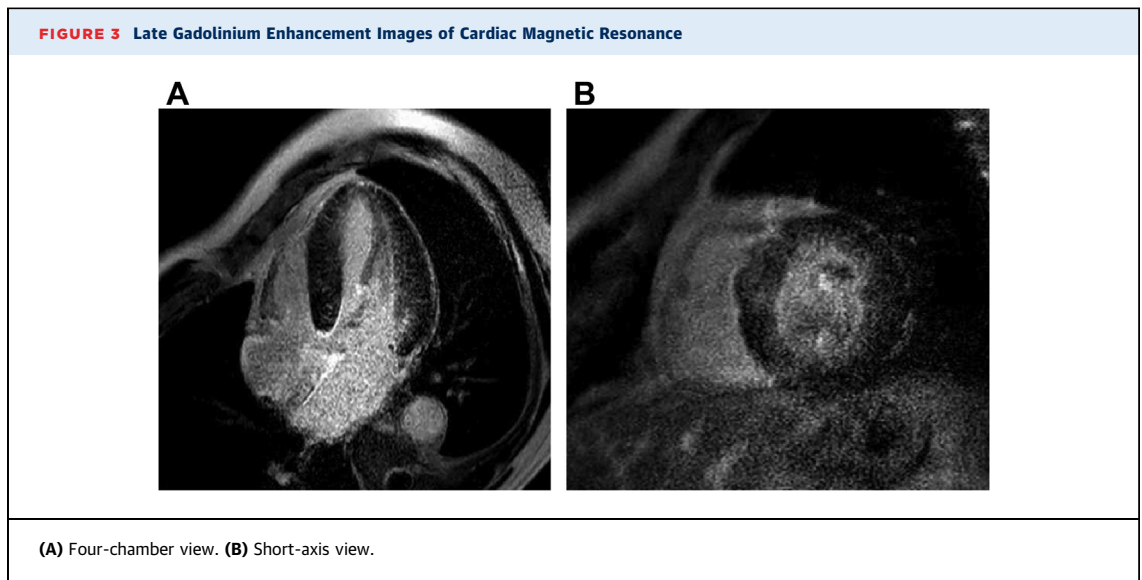 FIGURE 3 Late Gadolinium Enhancement Images of Cardiac Magnetic Resonance
A B
(A) Four-chamber view. (B) Short-axis view.